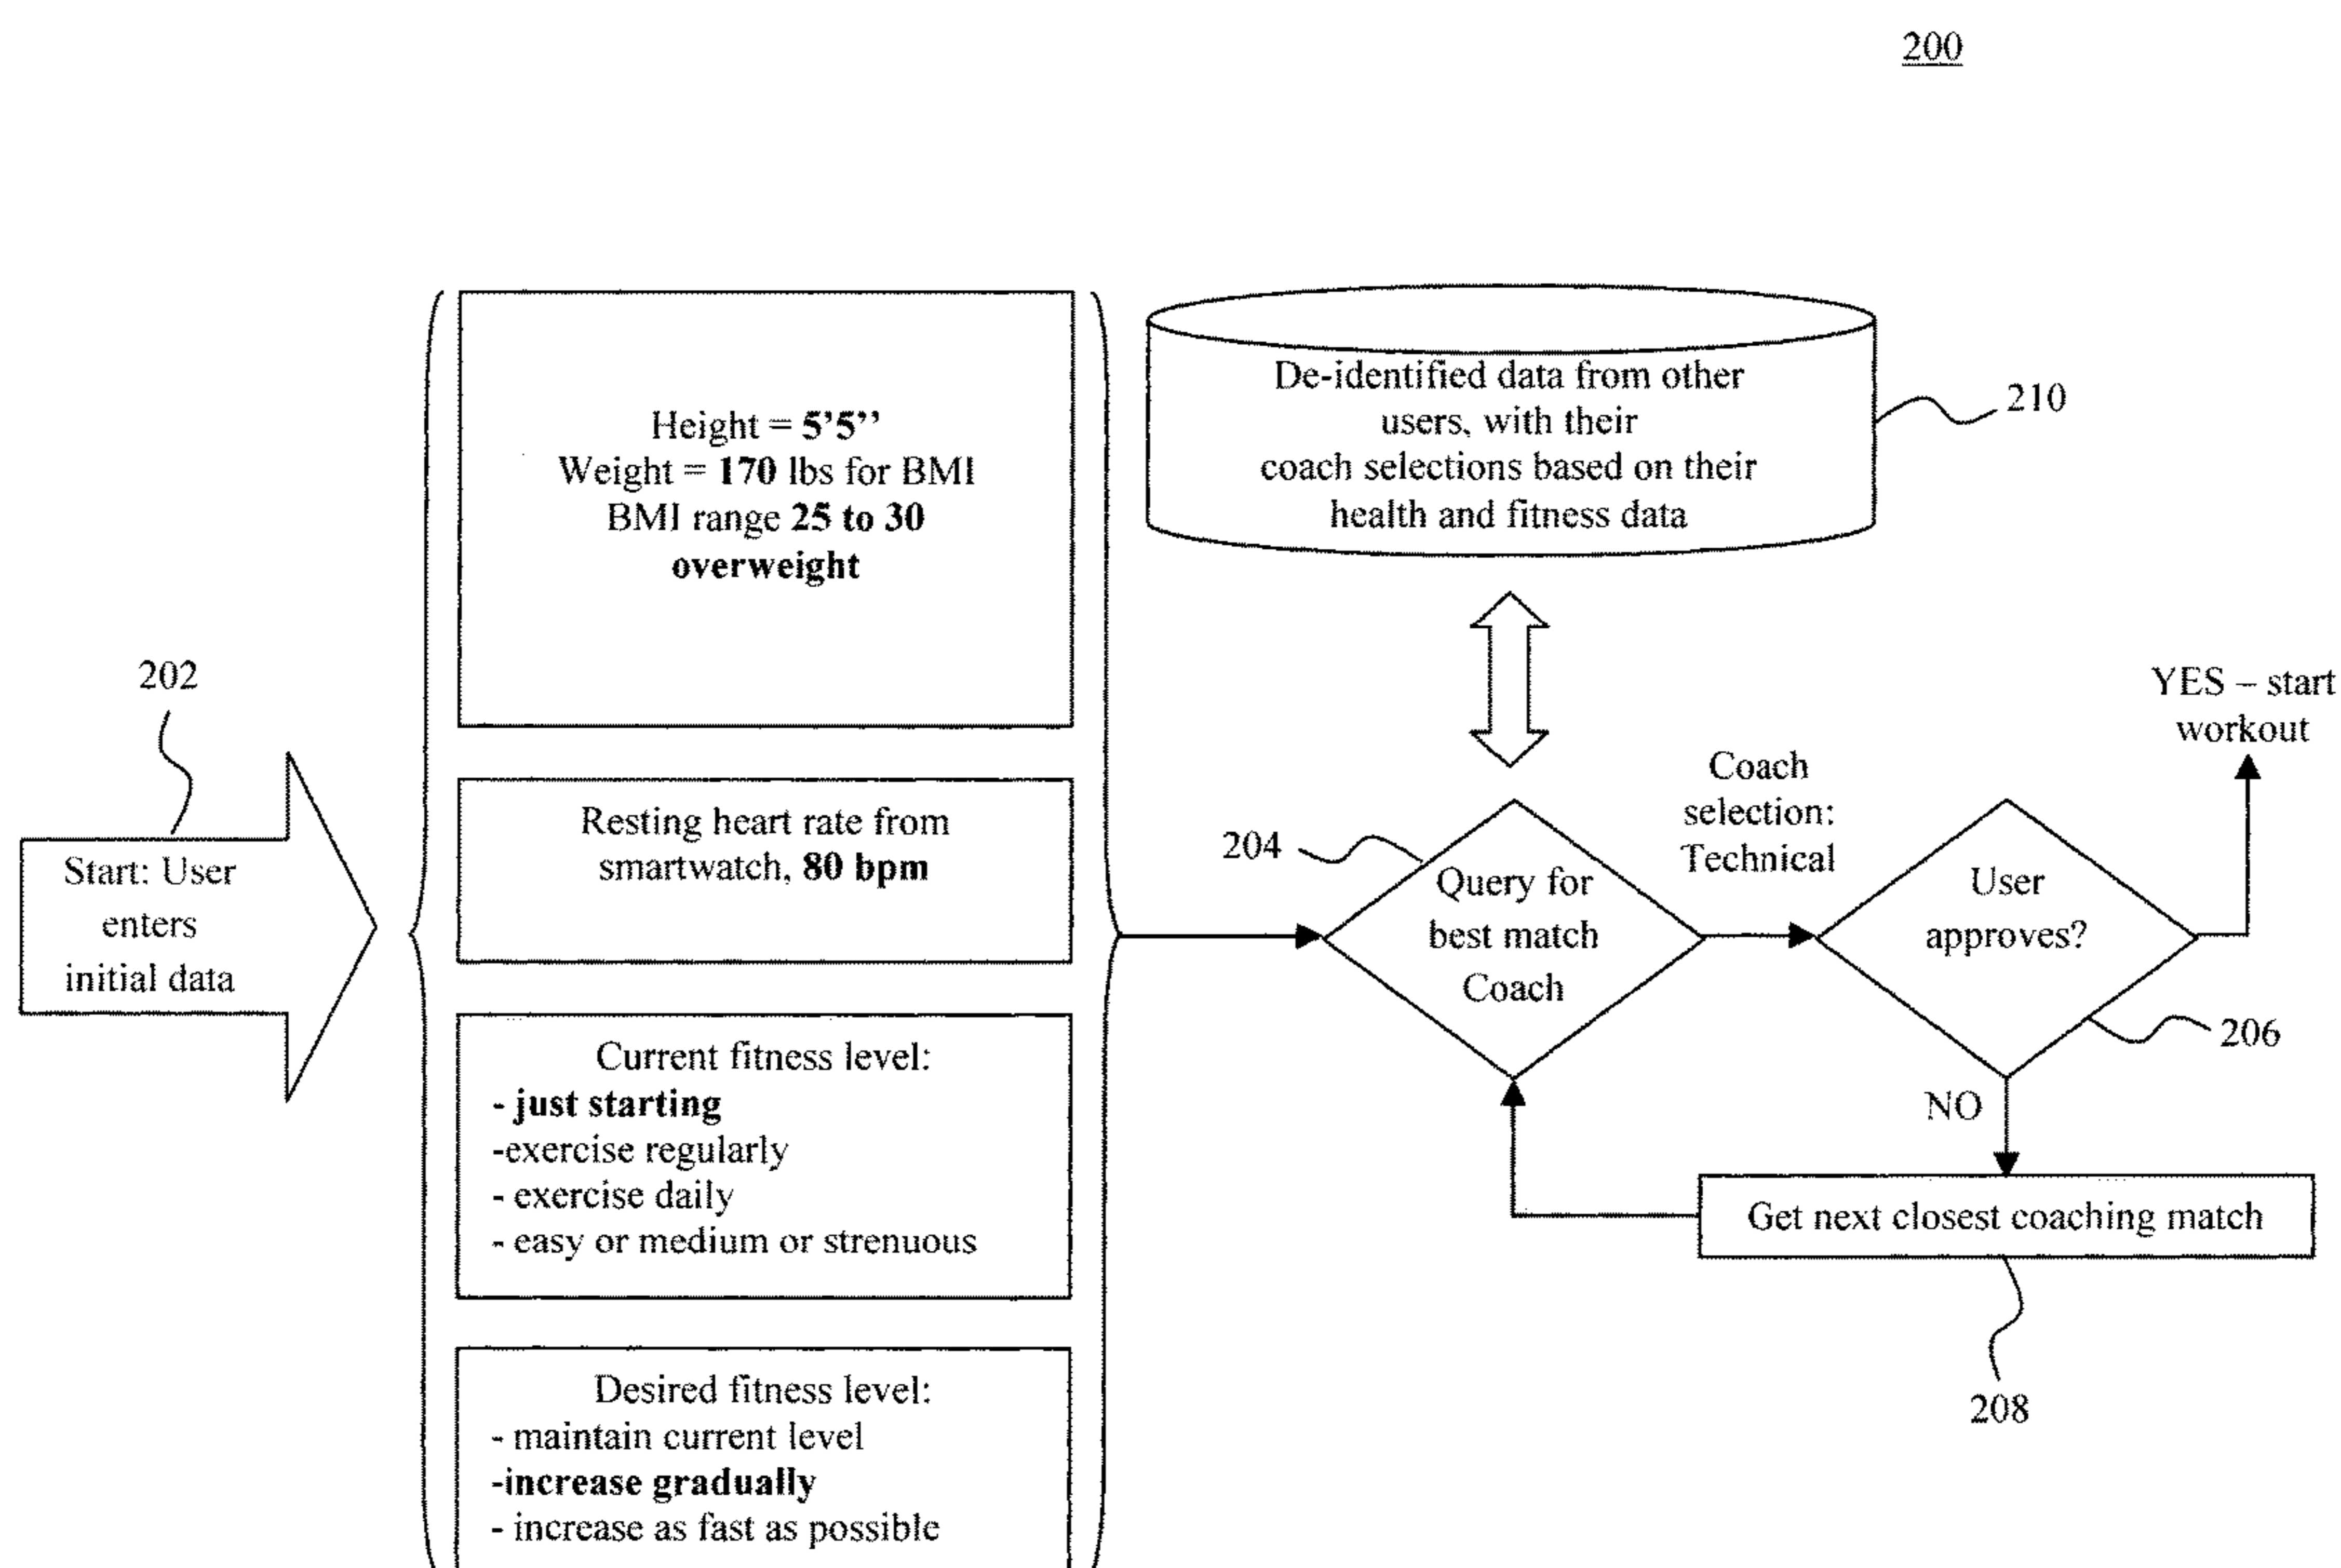 200
202
Start: User
enters
initial data
Height = 5’5’’
Weight = 170 lbs for BMI
BMI range 25 to 30
overweight
Resting heart rate from
smartwatch, 80 bpm
Current fitness level:
- just starting
-exercise regularly
- exercise daily
- easy or medium or strenuous
Desired fitness level:
- maintain current level
-increase gradually
- increase as fast as possible
De-identified data from other
users, with their
coach selections based on their
health and fitness data
210
204
Query for
best match
Coach
Coach
selection:
Technical
User
approves?
206
YES – start
workout
NO
Get next closest coaching match
208